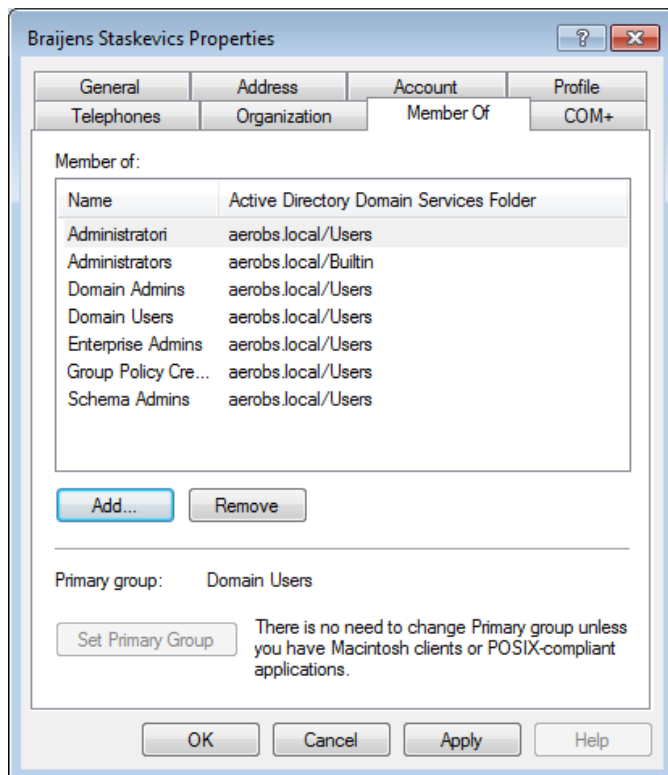 Braijens Staskevics Properties
General Address Account Profile
Telephones Organization Member Of COM+
Member of:
Name Active Directory Domain Services Folder
Administratori aerobs.local/Users
Administrators aerobs.local/Builtin
Domain Admins aerobs.local/Users
Domain Users aerobs.local/Users
Enterprise Admins aerobs.local/Users
Group Policy Cre... aerobs.local/Users
Schema Admins aerobs.local/Users
Add... Remove
Primary group: Domain Users
Set Primary Group
There is no need to change Primary group unless
you have Macintosh clients or POSIX-compliant
applications.
OK Cancel Apply Help